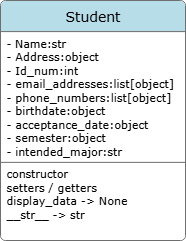 Student
- Name:str
- Address:object
- Id_num:int
- email_addresses:list[object]
- phone_numbers:list[object]
- birthdate:object
- acceptance_date:object
- semester:object
- intended_major:str
constructor
setters / getters
display_data -> None
__str__ -> str